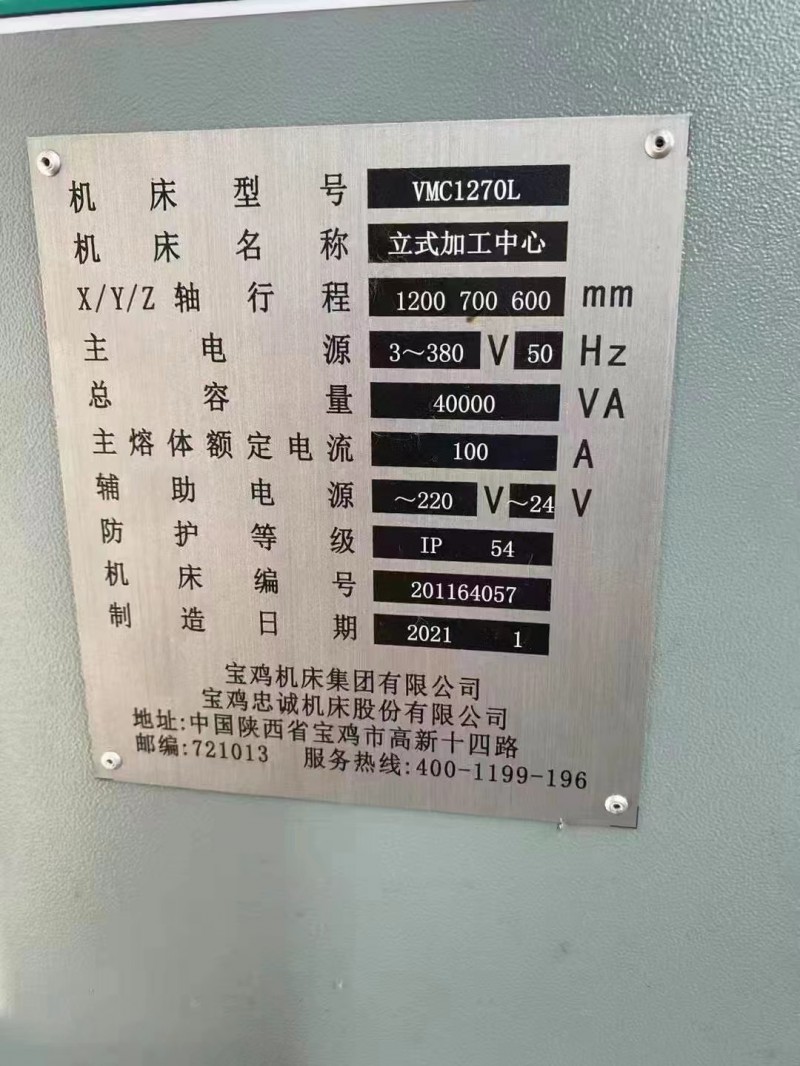 机床型号 VMC1270L
机床名称 立式加工中心
X/Y/Z轴行程 1200 700 600 mm
主电源 3～380 V 50 Hz
总容量 40000 VA
主熔体额定电流 100 A
辅助电源 ～220 V ～24 V
防护等级 IP 54
机床编号 201164057
制造日期 2021 1
宝鸡机床集团有限公司
宝鸡忠诚机床股份有限公司
地址:中国陕西省宝鸡市高新十四路
邮编:721013 服务热线:400-1199-196